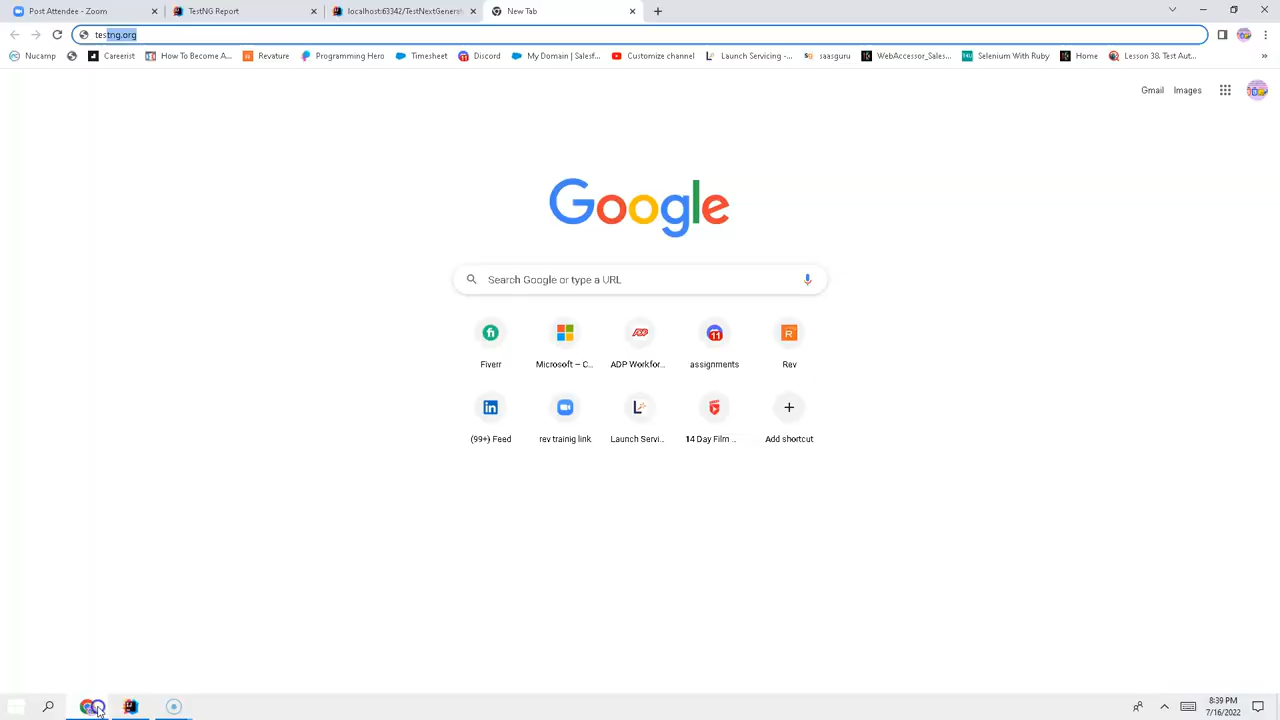 Post Attendee - Zoom
TestNG Report
localhost:63342/TestNextGenerati
New Tab
testng.org
Nucamp
Careerist
How To Become A...
Revature
Programming Hero
Timesheet
Discord
My Domain | Salesf...
Customize channel
Launch Servicing -...
saasguru
WebAccessor_Sales...
Selenium With Ruby
Home
Lesson 38. Test Aut...
»
Gmail
Images
Google
Search Google or type a URL
Fiverr
Microsoft – C...
ADP Workfor...
assignments
Rev
(99+) Feed
rev trainig link
Launch Servi...
14 Day Film ...
Add shortcut
8:39 PM
7/16/2022